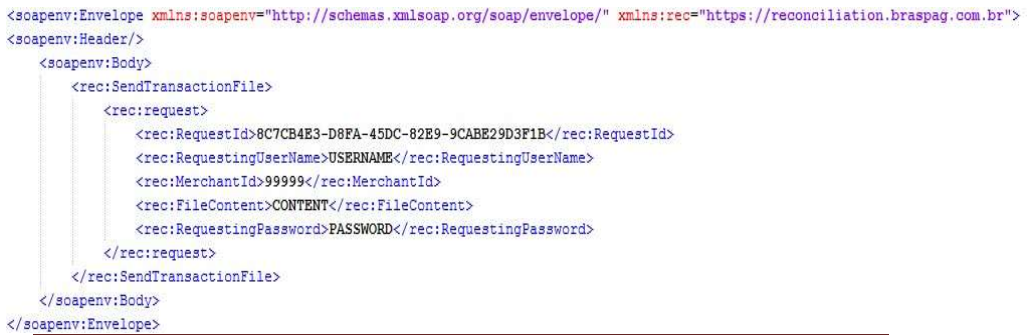 <soapenv:Envelope xmlns:soapenv="http://schemas.xmlsoap.org/soap/envelope/" xmlns:rec="https://reconciliation.braspag.com.br">
<soapenv:Header/>
<soapenv:Body>
<rec:SendTransactionFile>
<rec:request>
<rec:RequestId>8C7CB4E3-D8FA-45DC-82E9-9CABE29D3F1B</rec:RequestId>
<rec:RequestingUserName>USERNAME</rec:RequestingUserName>
<rec:MerchantId>99999</rec:MerchantId>
<rec:FileContent>CONTENT</rec:FileContent>
<rec:RequestingPassword>PASSWORD</rec:RequestingPassword>
</rec:request>
</rec:SendTransactionFile>
</soapenv:Body>
</soapenv:Envelope>